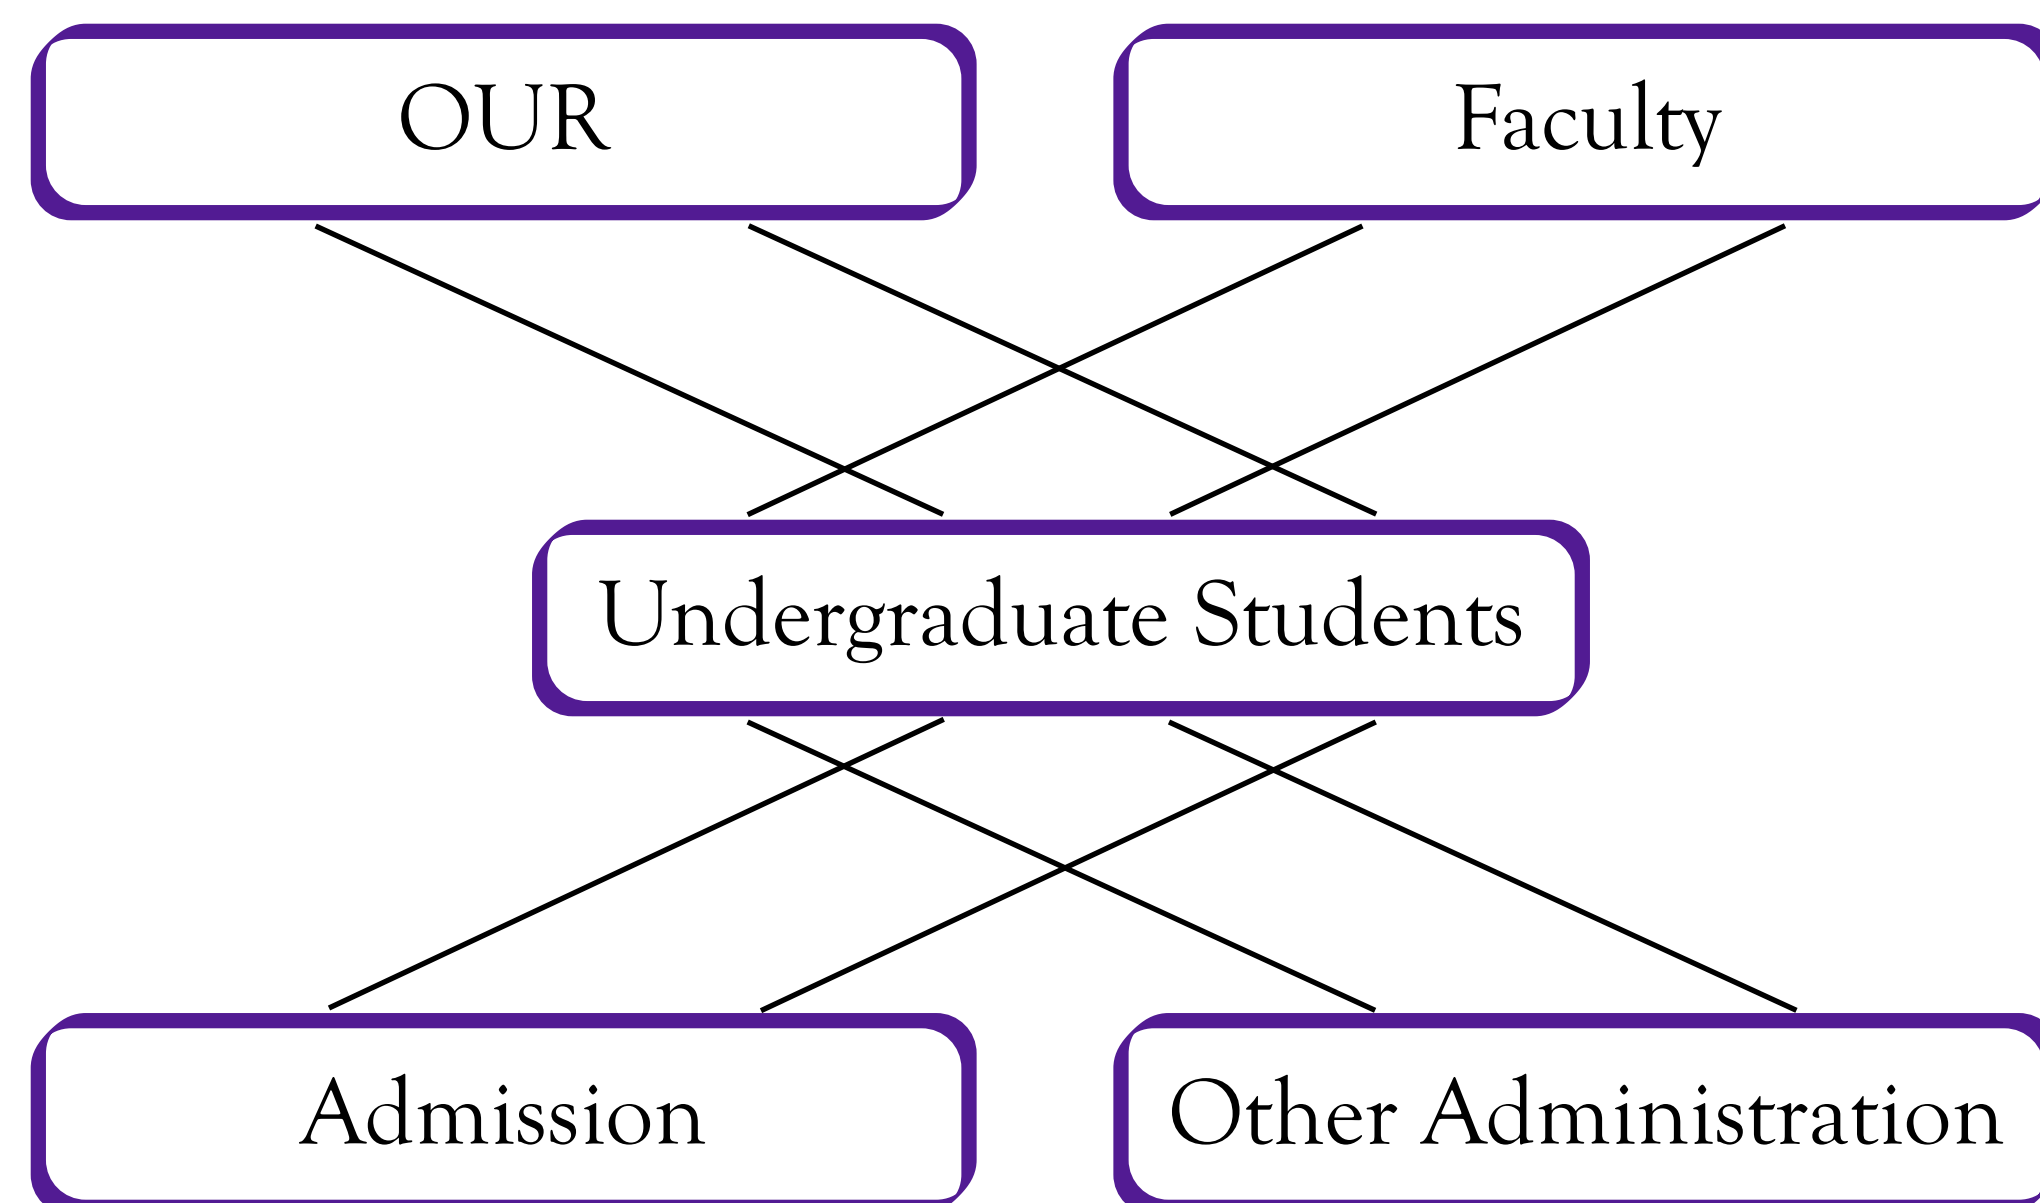 OUR
Faculty
Undergraduate Students
Admission
Other Administration